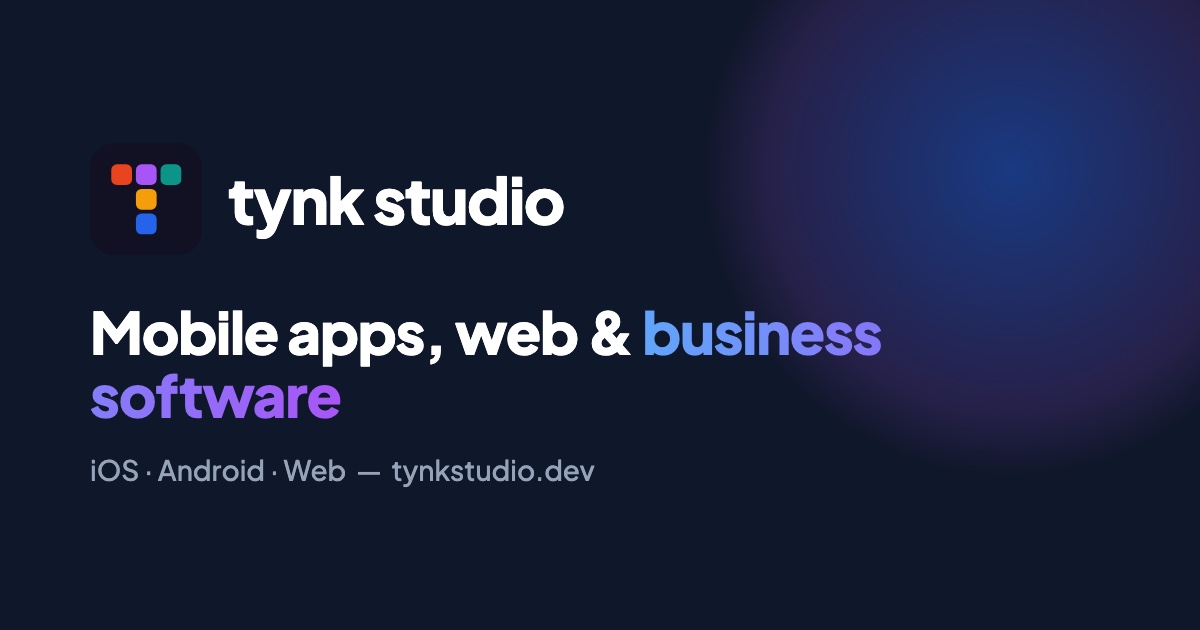 tynk studio
Mobile apps, web & business
software
iOS · Android · Web — tynkstudio.dev